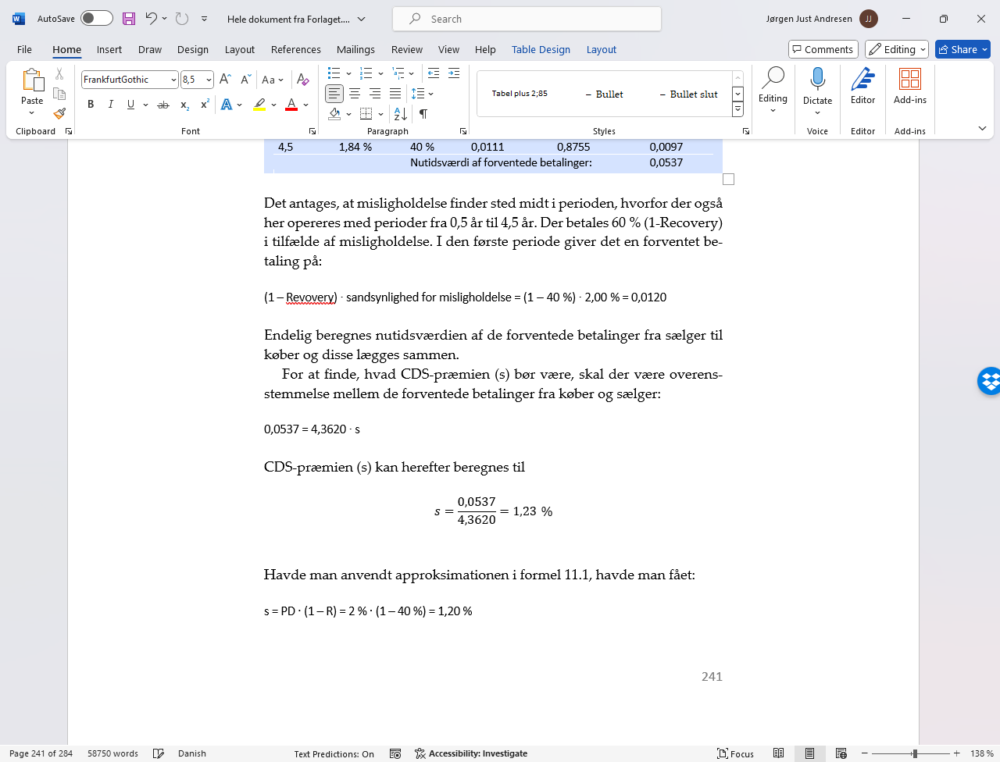 AutoSave
Hele dokument fra Forlaget....
Search
Jørgen Just Andresen
JJ
File Home Insert Draw Design Layout References Mailings Review View Help Table Design Layout
Comments
Editing
Share
Paste
Clipboard
FrankfurtGothic
8,5
Font
Paragraph
Tabel plus 2;85
– Bullet
– Bullet slut
Styles
Editing
Dictate
Voice
Editor
Editor
Add-ins
Add-ins
4,5 1,84 % 40 % 0,0111 0,8755 0,0097
Nutidsværdi af forventede betalinger: 0,0537
Det antages, at misligholdelse finder sted midt i perioden, hvorfor der også
her opereres med perioder fra 0,5 år til 4,5 år. Der betales 60 % (1-Recovery)
i tilfælde af misligholdelse. I den første periode giver det en forventet be-
taling på:
(1 – Revovery) · sandsynlighed for misligholdelse = (1 – 40 %) · 2,00 % = 0,0120
Endelig beregnes nutidsværdien af de forventede betalinger fra sælger til
køber og disse lægges sammen.
For at finde, hvad CDS-præmien (s) bør være, skal der være overens-
stemmelse mellem de forventede betalinger fra køber og sælger:
0,0537 = 4,3620 · s
CDS-præmien (s) kan herefter beregnes til
s = 0,0537 / 4,3620 = 1,23 %
Havde man anvendt approksimationen i formel 11.1, havde man fået:
s = PD · (1 – R) = 2 % · (1 – 40 %) = 1,20 %
241
Page 241 of 284 58750 words Danish Text Predictions: On Accessibility: Investigate Focus 138 %